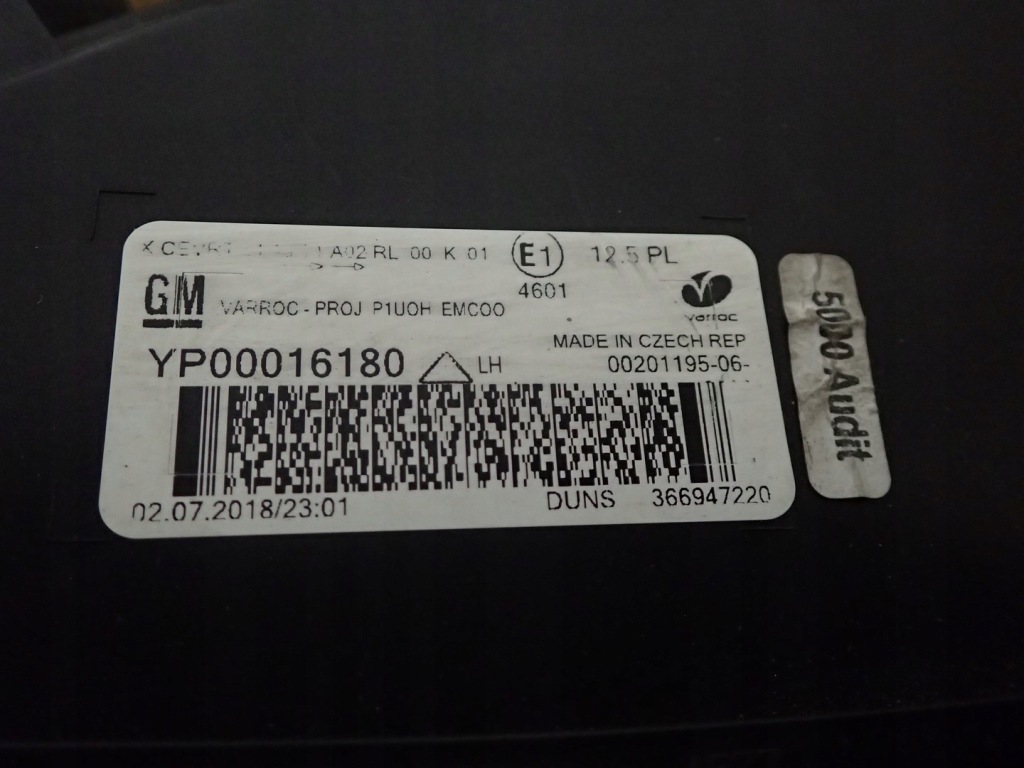 A02 RL 00 K 01
E1
12.5 PL
4601
GM
VARROC - PROJ P1UOH EMCOO
varroc
MADE IN CZECH REP
YP00016180
LH
00201195-06-
02.07.2018/23:01
DUNS 366947220
5000 Audit